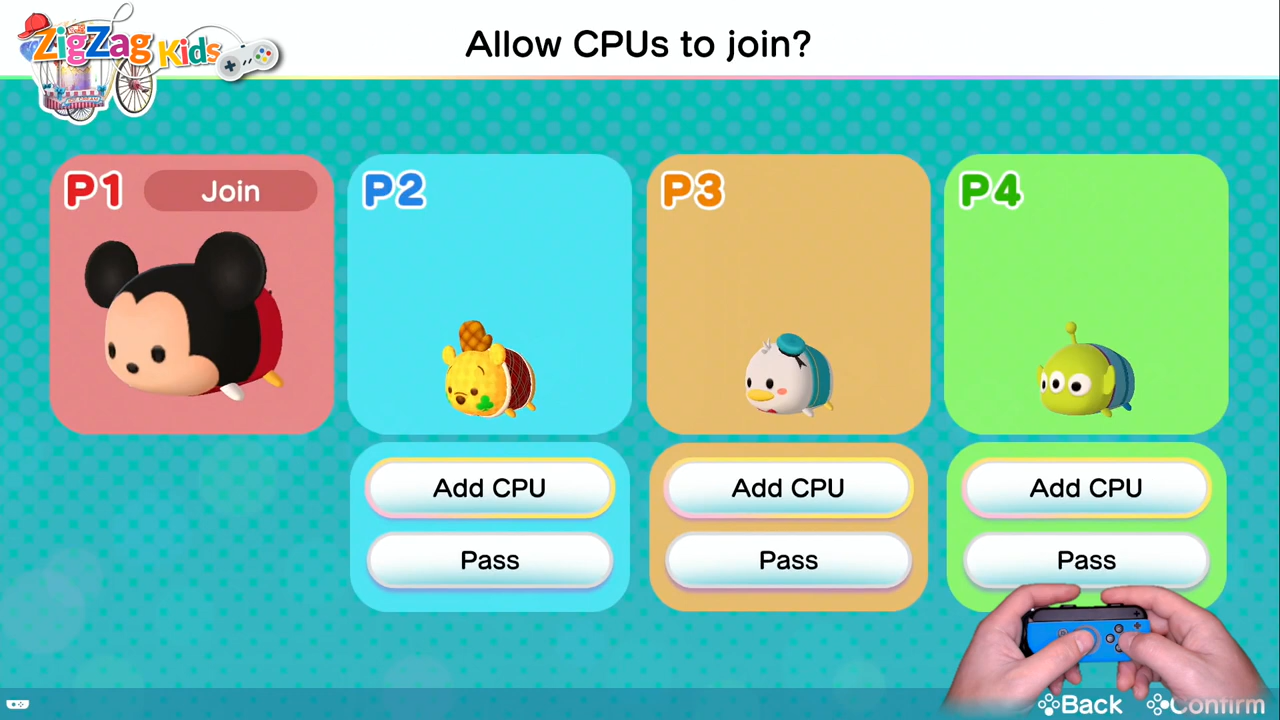 ZigZag Kids
Allow CPUs to join?
P1 Join
P2
P3
P4
Add CPU
Pass
Add CPU
Pass
Add CPU
Pass
Back
Confirm